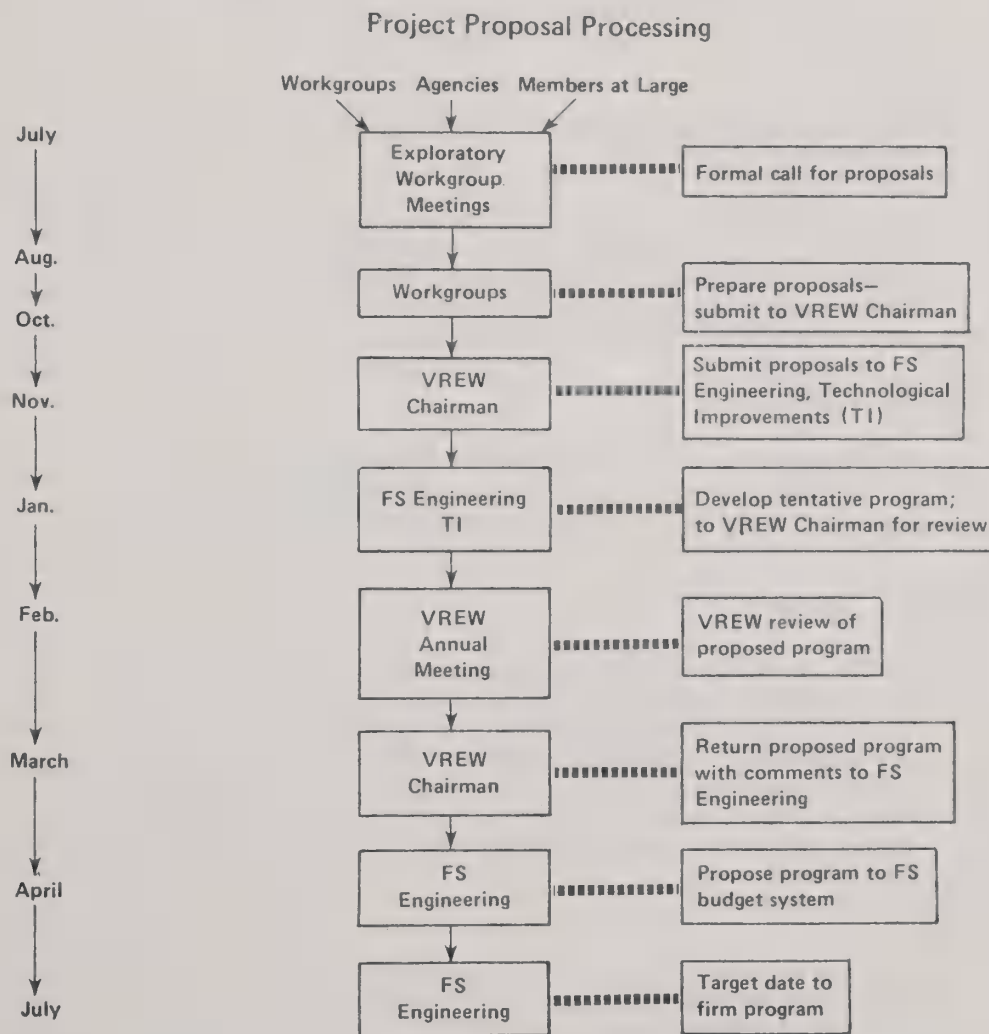 Project Proposal Processing
Workgroups Agencies Members at Large
July
Exploratory
Workgroup
Meetings
Formal call for proposals
Aug.
Workgroups
Prepare proposals—
submit to VREW Chairman
Oct.
VREW
Chairman
Submit proposals to FS
Engineering, Technological
Improvements (TI)
Nov.
FS Engineering
TI
Develop tentative program;
to VREW Chairman for review
Jan.
VREW
Annual
Meeting
VREW review of
proposed program
Feb.
VREW
Chairman
Return proposed program
with comments to FS
Engineering
March
FS
Engineering
Propose program to FS
budget system
April
FS
Engineering
Target date to
firm program
July